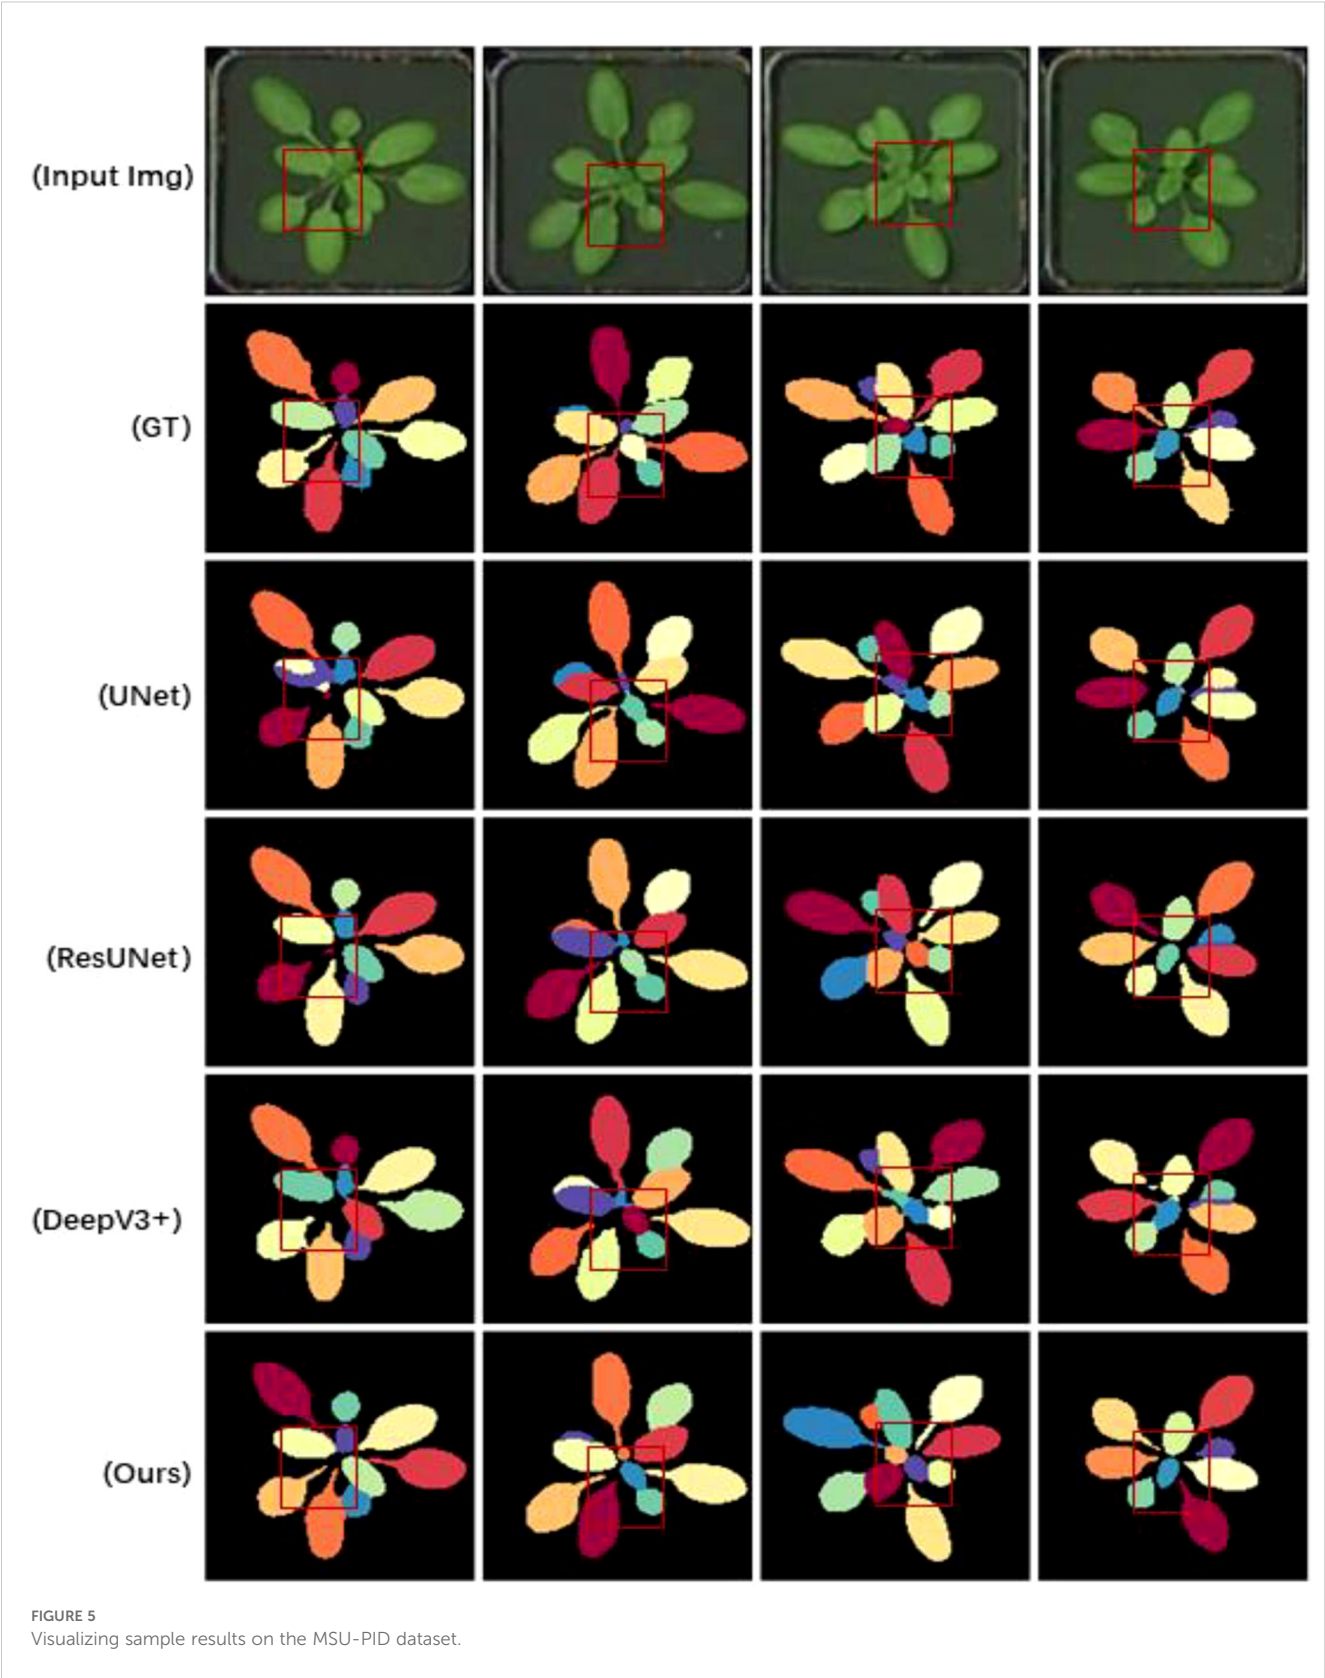 (Input Img)
(GT)
(UNet)
(ResUNet)
(DeepV3+)
(Ours)
FIGURE 5
Visualizing sample results on the MSU-PID dataset.